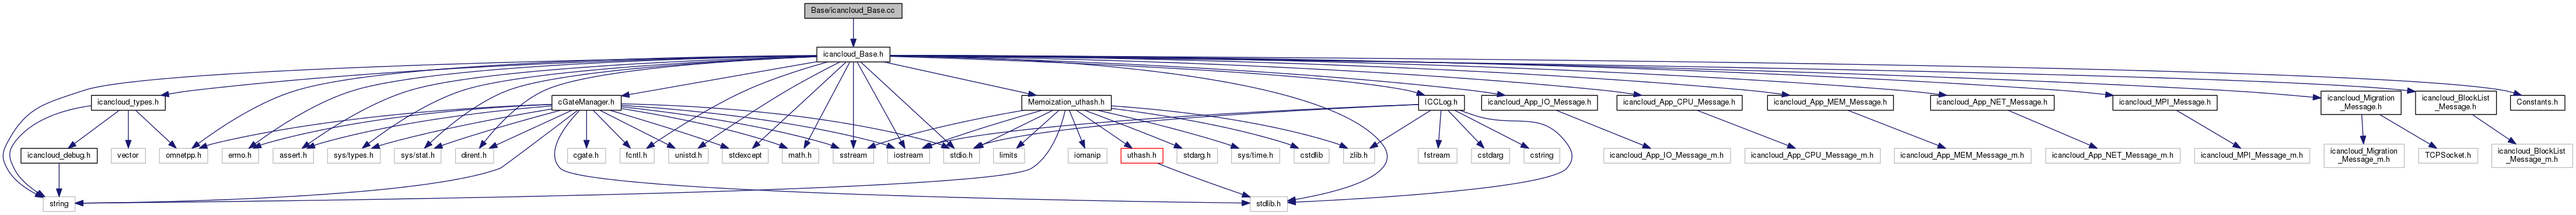 Base/icancloud_Base.cc
icancloud_Base.h
icancloud_types.h
cGateManager.h
Memoization_uthash.h
ICCLog.h
icancloud_App_IO_Message.h
icancloud_App_CPU_Message.h
icancloud_App_MEM_Message.h
icancloud_App_NET_Message.h
icancloud_MPI_Message.h
icancloud_Migration
_Message.h
icancloud_BlockList
_Message.h
Constants.h
icancloud_debug.h
vector
omnetpp.h
errno.h
assert.h
sys/types.h
sys/stat.h
dirent.h
cgate.h
fcntl.h
unistd.h
stdexcept
math.h
sstream
iostream
stdio.h
limits
iomanip
uthash.h
stdarg.h
sys/time.h
cstdlib
zlib.h
fstream
cstdarg
cstring
icancloud_App_IO_Message_m.h
icancloud_App_CPU_Message_m.h
icancloud_App_MEM_Message_m.h
icancloud_App_NET_Message_m.h
icancloud_MPI_Message_m.h
icancloud_Migration
_Message_m.h
TCPSocket.h
icancloud_BlockList
_Message_m.h
string
stdlib.h